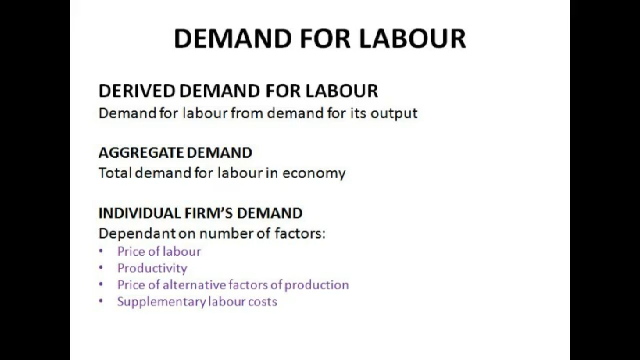 DEMAND FOR LABOUR
DERIVED DEMAND FOR LABOUR
Demand for labour from demand for its output
AGGREGATE DEMAND
Total demand for labour in economy
INDIVIDUAL FIRM'S DEMAND
Dependant on number of factors:
• Price of labour
• Productivity
• Price of alternative factors of production
• Supplementary labour costs